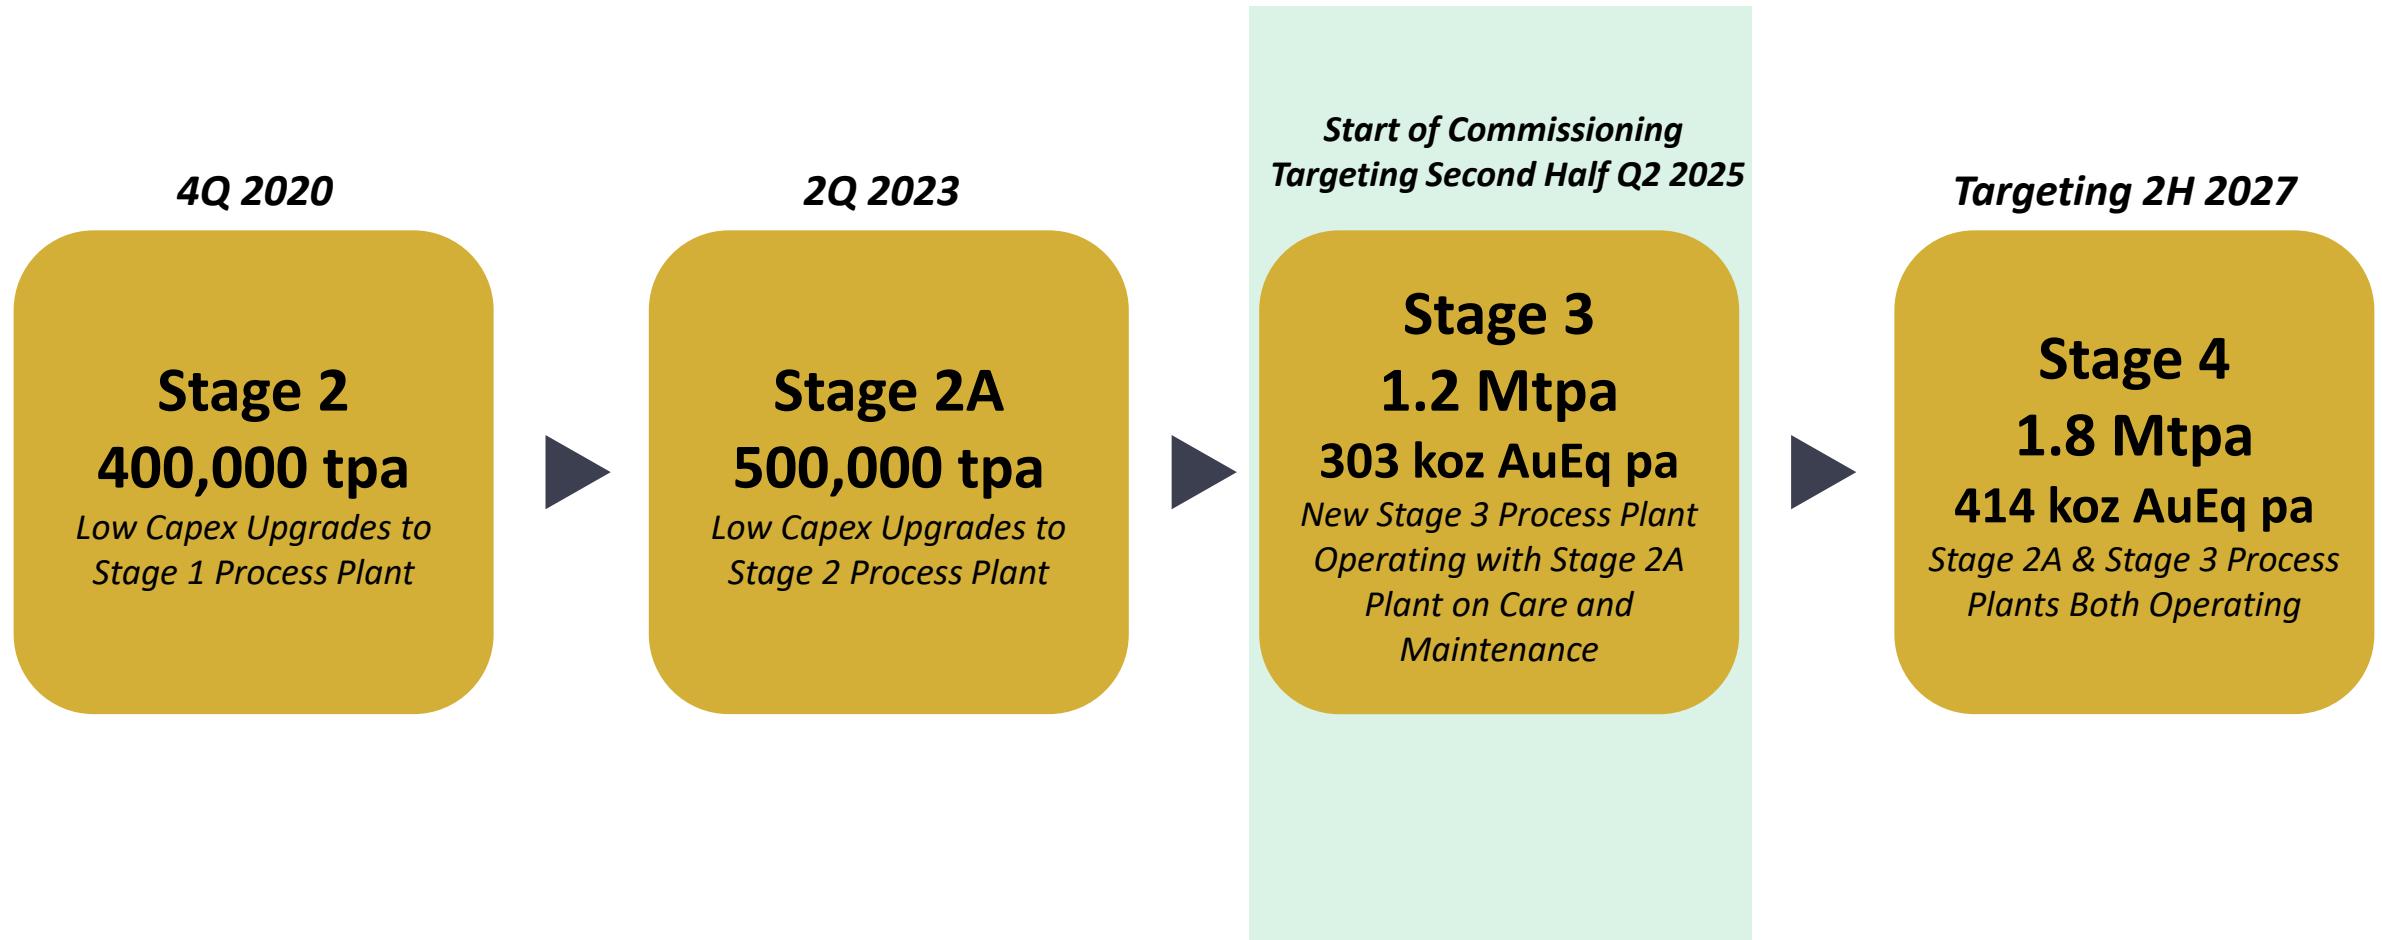 4Q 2020
Stage 2
400,000 tpa
Low Capex Upgrades to
Stage 1 Process Plant
2Q 2023
Stage 2A
500,000 tpa
Low Capex Upgrades to
Stage 2 Process Plant
Start of Commissioning
Targeting Second Half Q2 2025
Stage 3
1.2 Mtpa
303 koz AuEq pa
New Stage 3 Process Plant
Operating with Stage 2A
Plant on Care and
Maintenance
Targeting 2H 2027
Stage 4
1.8 Mtpa
414 koz AuEq pa
Stage 2A & Stage 3 Process
Plants Both Operating